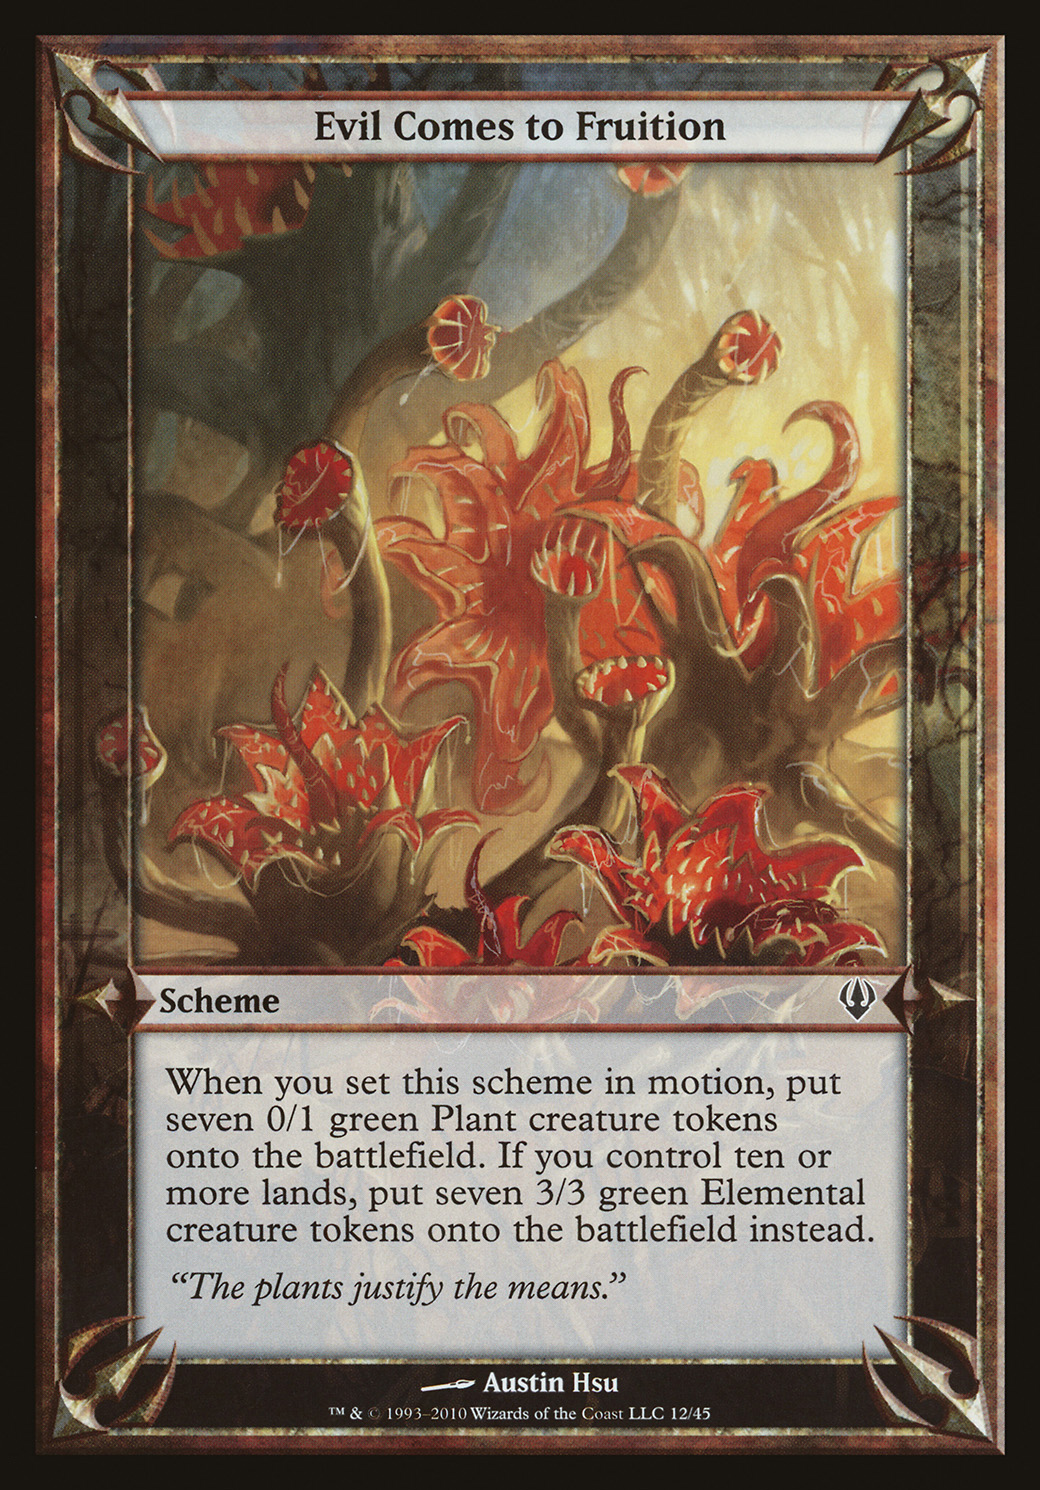 Evil Comes to Fruition
Scheme
When you set this scheme in motion, put
seven 0/1 green Plant creature tokens
onto the battlefield. If you control ten or
more lands, put seven 3/3 green Elemental
creature tokens onto the battlefield instead.
“The plants justify the means.”
Austin Hsu
™ & © 1993–2010 Wizards of the Coast LLC 12/45